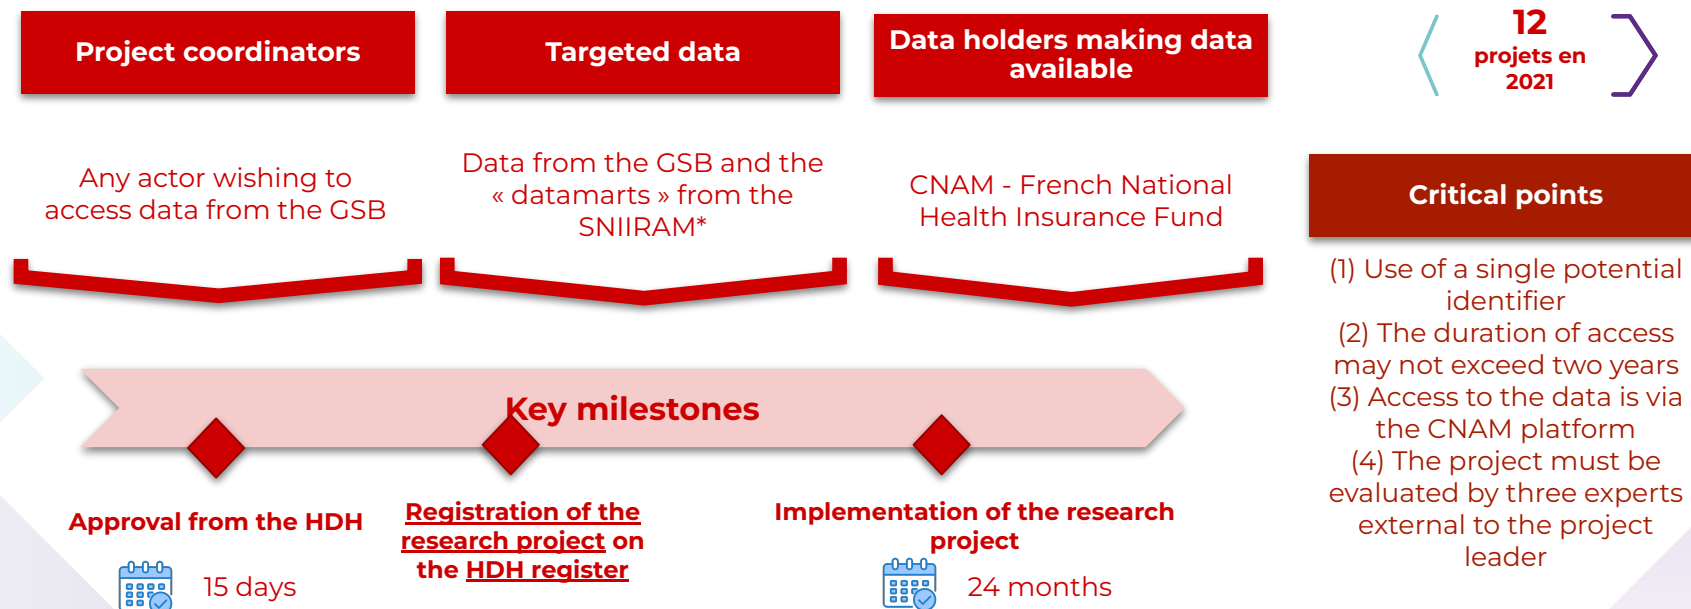 Project coordinators
Targeted data
Data holders making data
available
12
projets en
2021
Any actor wishing to
access data from the GSB
Data from the GSB and the
« datamarts » from the
SNIIRAM*
CNAM - French National
Health Insurance Fund
Critical points
(1) Use of a single potential
identifier
(2) The duration of access
may not exceed two years
(3) Access to the data is via
the CNAM platform
(4) The project must be
evaluated by three experts
external to the project
leader
Key milestones
Approval from the HDH
15 days
Registration of the
research project on
the HDH register
Implementation of the research
project
24 months